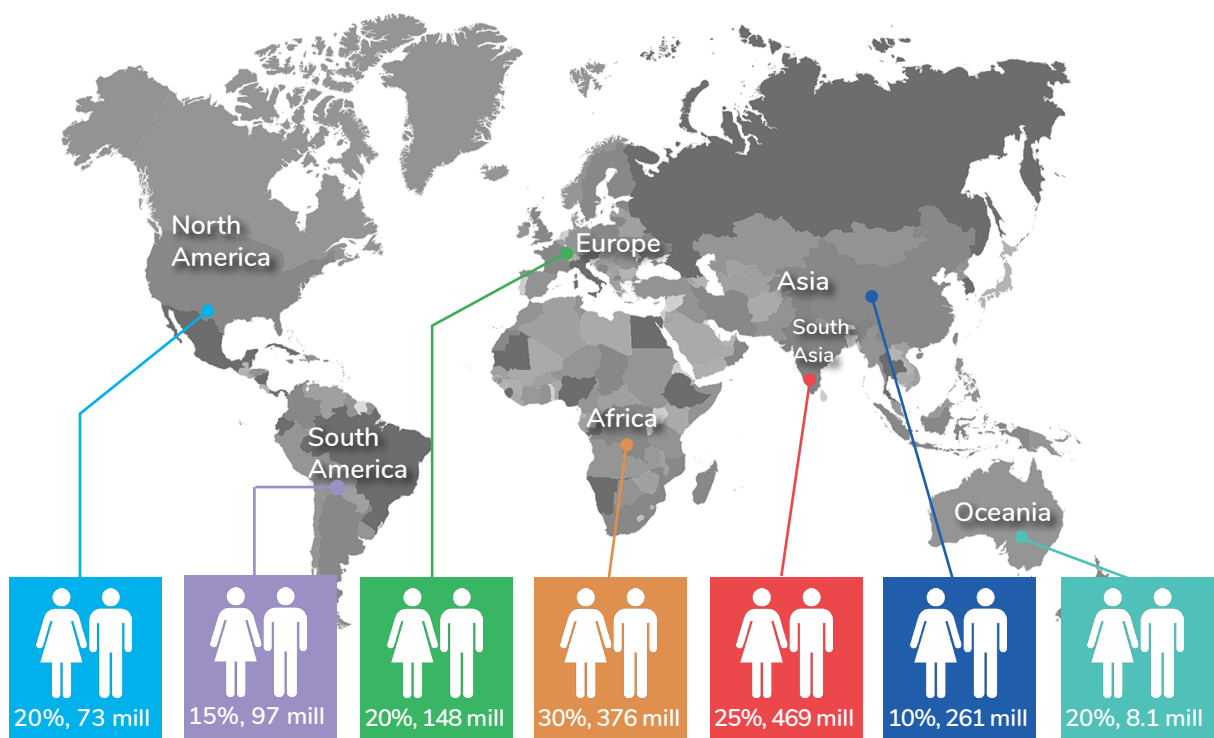 North
America
Europe
Asia
South
Asia
Africa
South
America
Oceania
20%, 73 mill
15%, 97 mill
20%, 148 mill
30%, 376 mill
25%, 469 mill
10%, 261 mill
20%, 8.1 mill